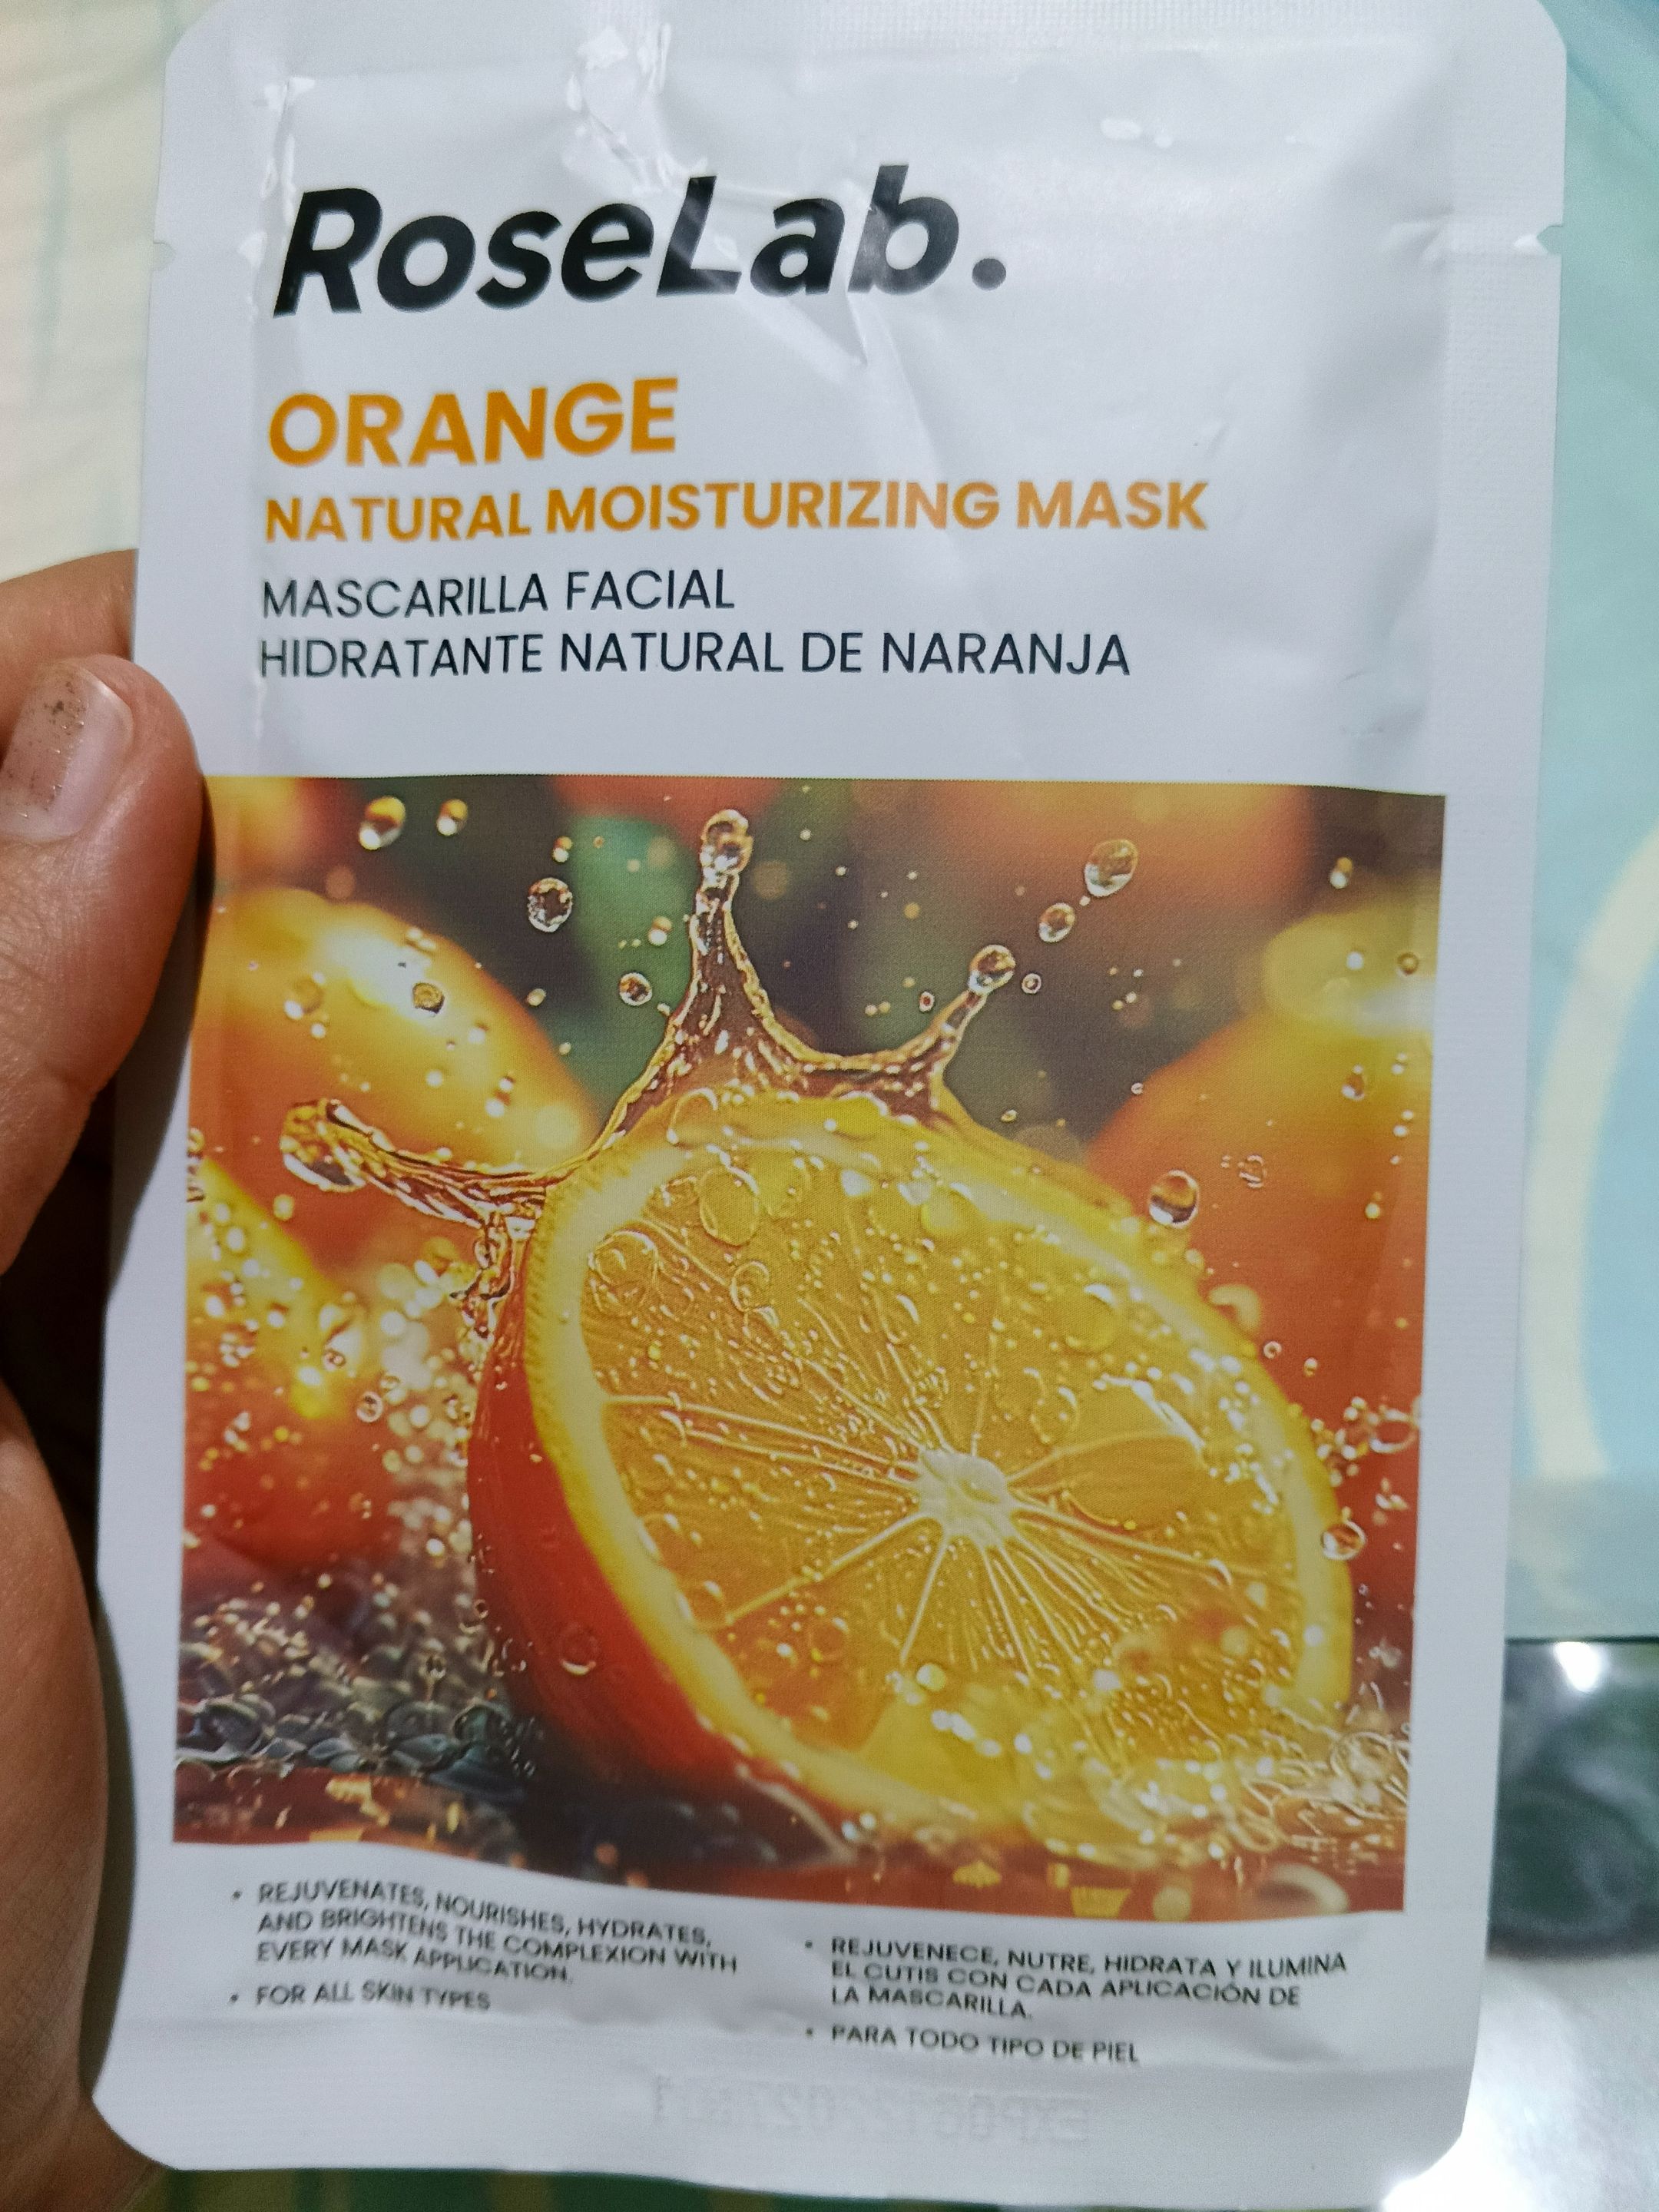 RoseLab.
ORANGE
NATURAL MOISTURIZING MASK
MASCARILLA FACIAL
HIDRATANTE NATURAL DE NARANJA
• REJUVENATES, NOURISHES, HYDRATES,
AND BRIGHTENS THE COMPLEXION WITH
EVERY MASK APPLICATION.
• FOR ALL SKIN TYPES
• REJUVENECE, NUTRE, HIDRATA Y ILUMINA
EL CUTIS CON CADA APLICACIÓN DE
LA MASCARILLA.
• PARA TODO TIPO DE PIEL